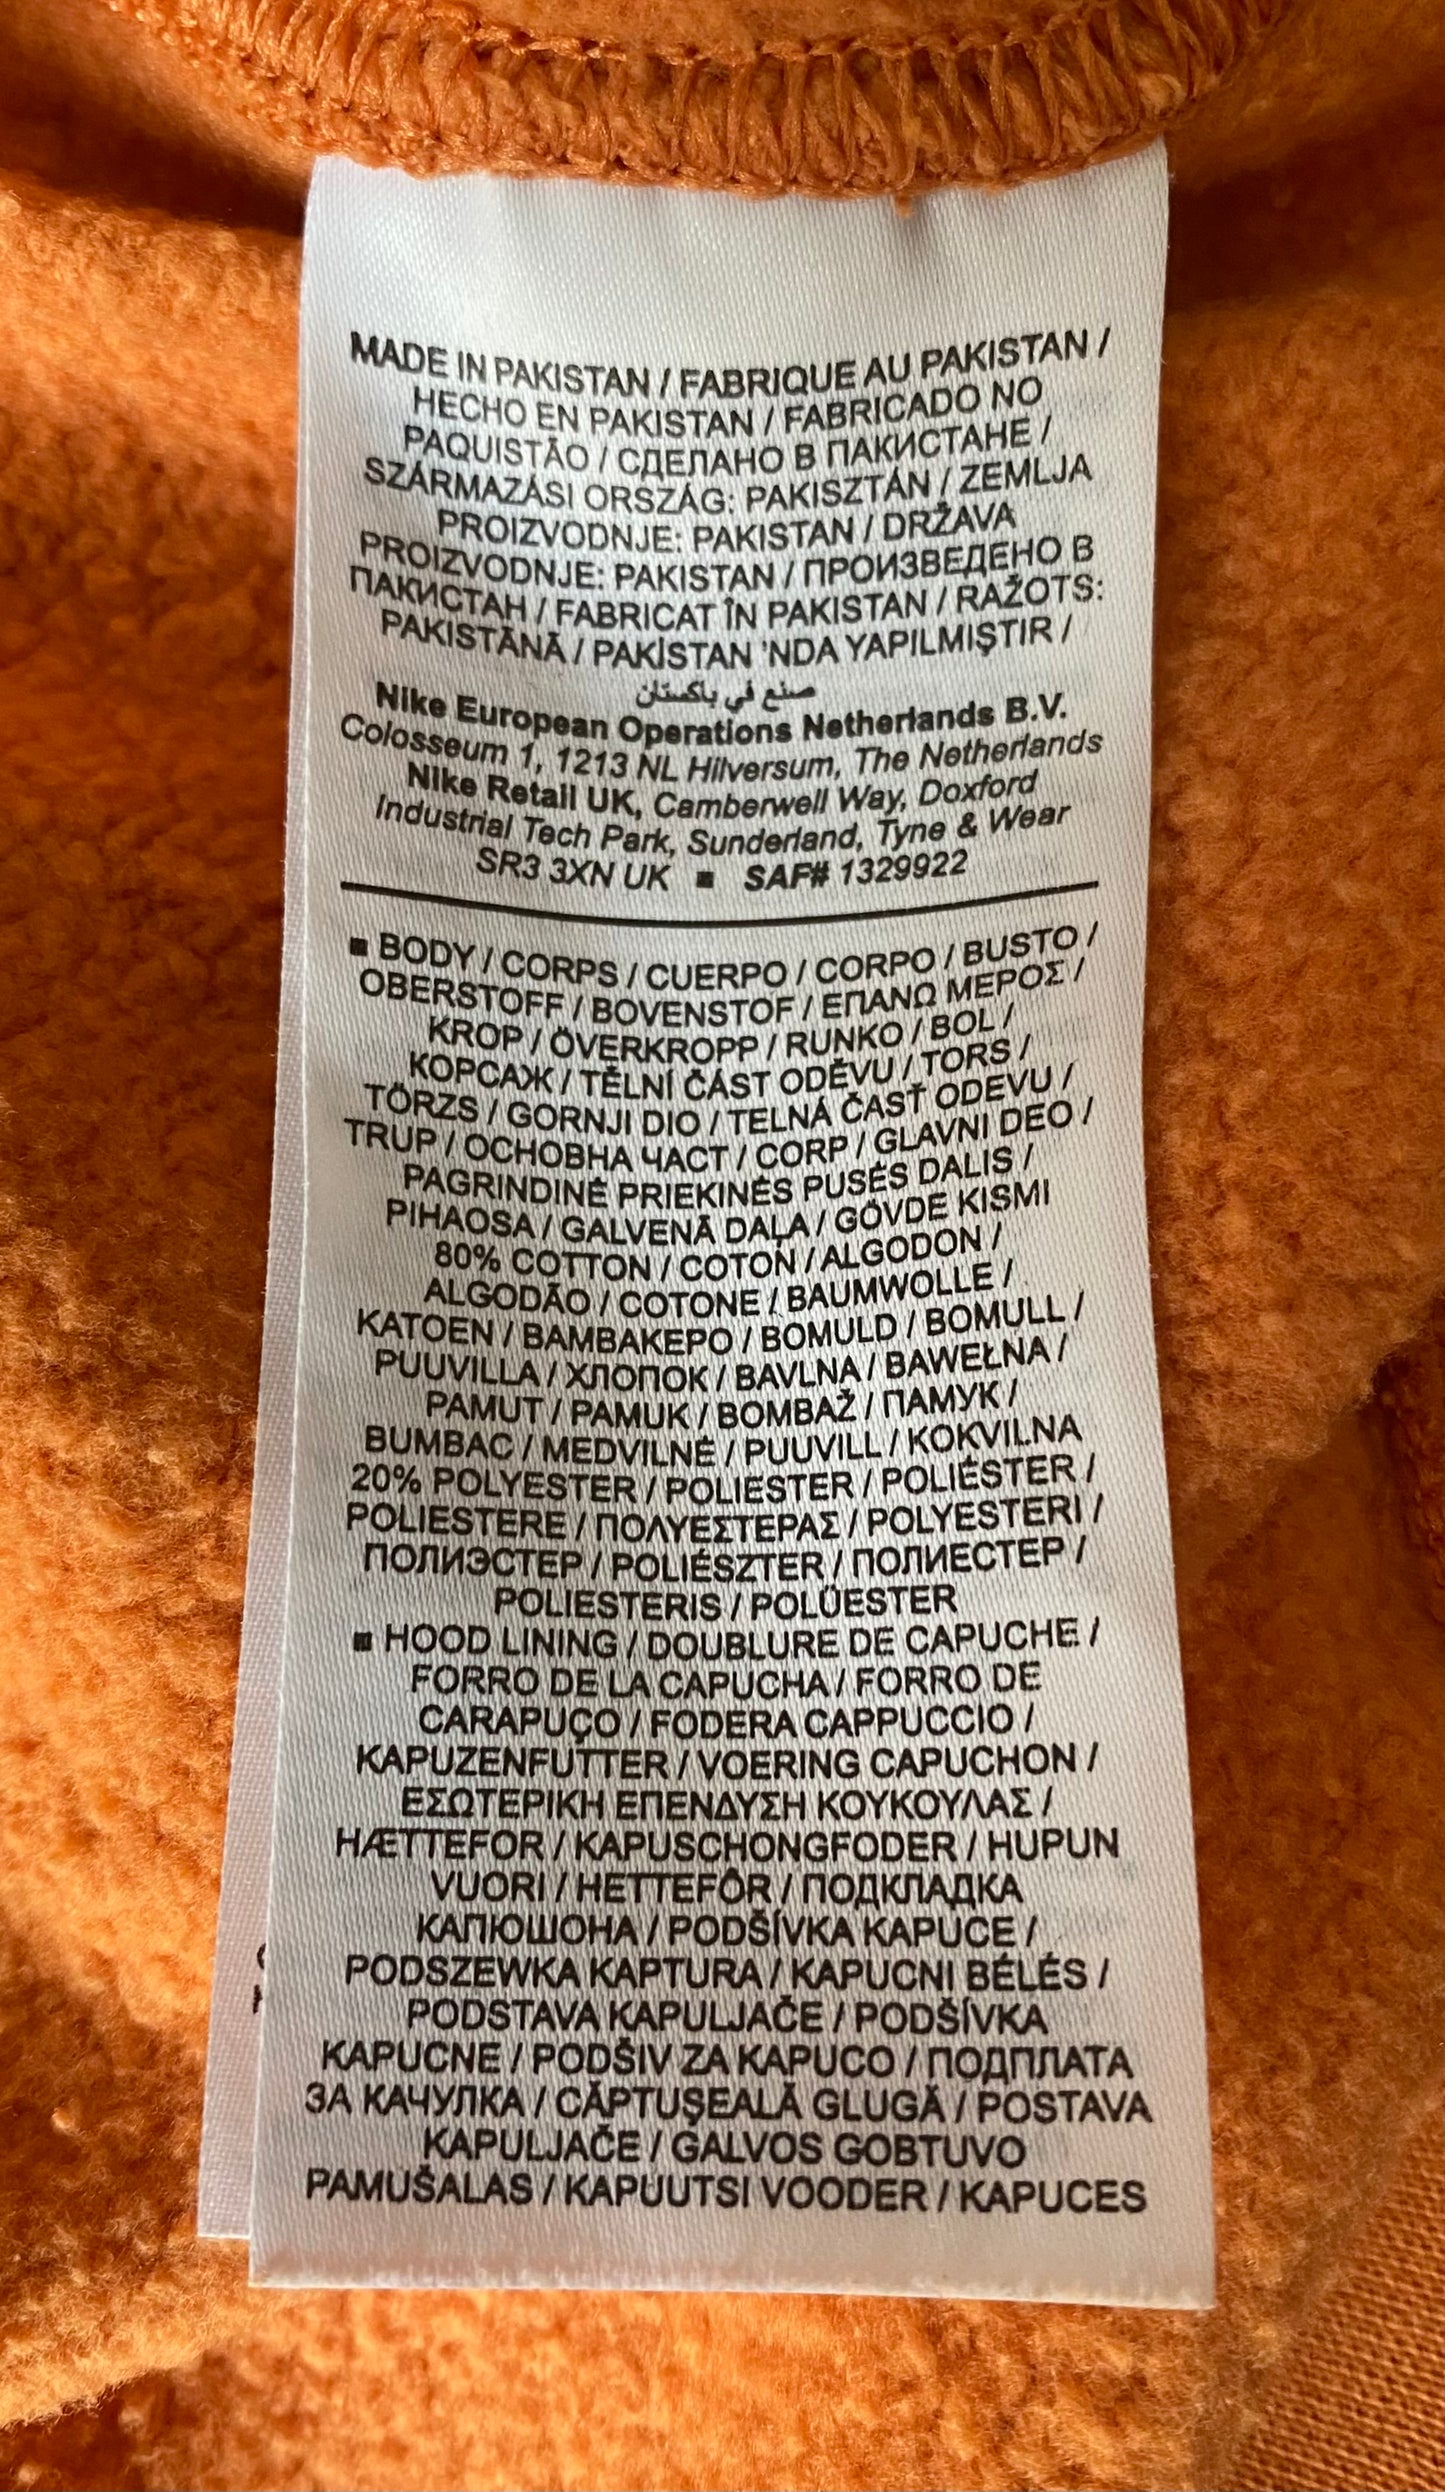 MADE IN PAKISTAN / FABRIQUE AU PAKISTAN /
HECHO EN PAKISTAN / FABRICADO NO
PAQUISTÃO / СДЕЛАНО В ПАКИСТАНЕ /
SZÁRMAZÁSI ORSZÁG: PAKISZTÁN / ZEMLJA
PROIZVODNJE: PAKISTAN / DRŽAVA
PROIZVODNJE: PAKISTAN / ПРОИЗВЕДЕНО В
ПАКИСТАН / FABRICAT ÎN PAKISTAN / RAŽOTS:
PAKISTĀNĀ / PAKİSTAN 'NDA YAPILMIŞTIR /
صنع في باكستان
Nike European Operations Netherlands B.V.
Colosseum 1, 1213 NL Hilversum, The Netherlands
Nike Retail UK, Camberwell Way, Doxford
Industrial Tech Park, Sunderland, Tyne & Wear
SR3 3XN UK ■ SAF# 1329922
■ BODY / CORPS / CUERPO / CORPO / BUSTO /
OBERSTOFF / BOVENSTOF / ΕΠΑΝΩ ΜΕΡΟΣ /
KROP / ÖVERKROPP / RUNKO / BOL /
КОРСАЖ / TĚLNÍ ČÁST ODĚVU / TORS /
TÖRZS / GORNJI DIO / TELNÁ ČASŤ ODEVU /
TRUP / ОСНОВНА ЧАСТ / CORP / GLAVNI DEO /
PAGRINDINĖ PRIEKINĖS PUSĖS DALIS /
PIHAOSA / GALVENĀ DAĻA / GÖVDE KISMI
80% COTTON / COTON / ALGODON /
ALGODÃO / COTONE / BAUMWOLLE /
KATOEN / ΒΑΜΒΑΚΕΡΟ / BOMULD / BOMULL /
PUUVILLA / ХЛОПОК / BAVLNA / BAWEŁNA /
PAMUT / PAMUK / BOMBAŽ / ПАМУК /
BUMBAC / MEDVILNĖ / PUUVILL / KOKVILNA
20% POLYESTER / POLIESTER / POLIÉSTER /
POLIESTERE / ΠΟΛΥΕΣΤΕΡΑΣ / POLYESTERI /
ПОЛИЭСТЕР / POLIÉSZTER / ПОЛИЕСТЕР /
POLIESTERIS / POLÜESTER
■ HOOD LINING / DOUBLURE DE CAPUCHE /
FORRO DE LA CAPUCHA / FORRO DE
CARAPUÇO / FODERA CAPPUCCIO /
KAPUZENFUTTER / VOERING CAPUCHON /
ΕΣΩΤΕΡΙΚΗ ΕΠΕΝΔΥΣΗ ΚΟΥΚΟΥΛΑΣ /
HÆTTEFOR / KAPUSCHONGFODER / HUPUN
VUORI / HETTEFÔR / ПОДКЛАДКА
КАПЮШОНА / PODŠÍVKA KAPUCE /
PODSZEWKA KAPTURA / KAPUCNI BÉLÉS /
PODSTAVA KAPULJAČE / PODŠÍVKA
KAPUCNE / PODŠIV ZA KAPUCO / ПОДПЛАТА
ЗА КАЧУЛКА / CĂPTUŞEALĂ GLUGĂ / POSTAVA
KAPULJAČE / GALVOS GOBTUVO
PAMUŠALAS / KAPUUTSI VOODER / KAPUCES